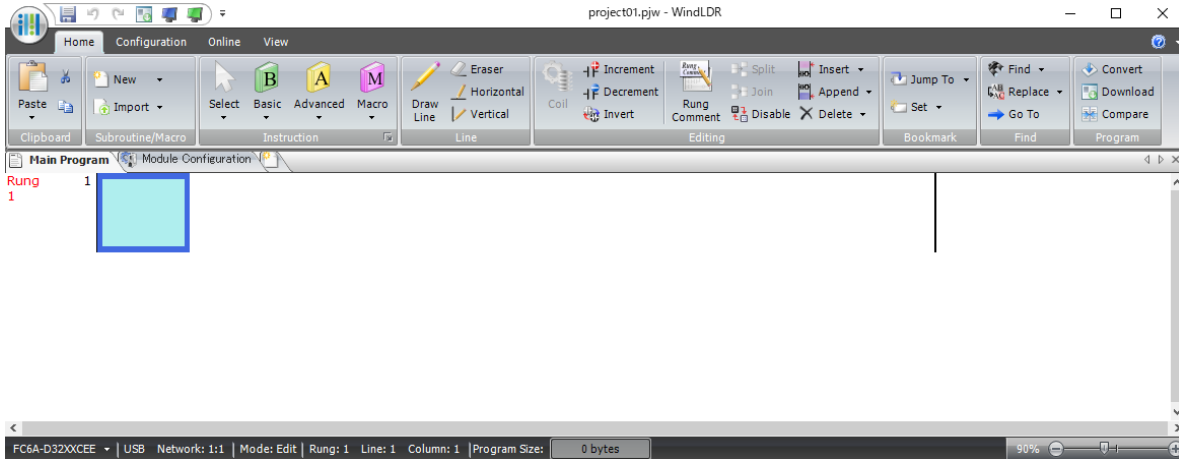 project01.pjw - WindLDR
Home Configuration Online View
New Eraser Increment Split Insert Find Convert
Import Horizontal Decrement Join Append Jump To Replace Download
Paste Select Basic Advanced Macro Draw Line Vertical Coil Invert Rung Comment Disable Delete Set Go To Compare
B A M
Clipboard Subroutine/Macro Instruction Line Editing Bookmark Find Program
Main Program Module Configuration
Rung 1
1
FC6A-D32XXCEE USB Network: 1:1 Mode: Edit Rung: 1 Line: 1 Column: 1 Program Size: 0 bytes 90%